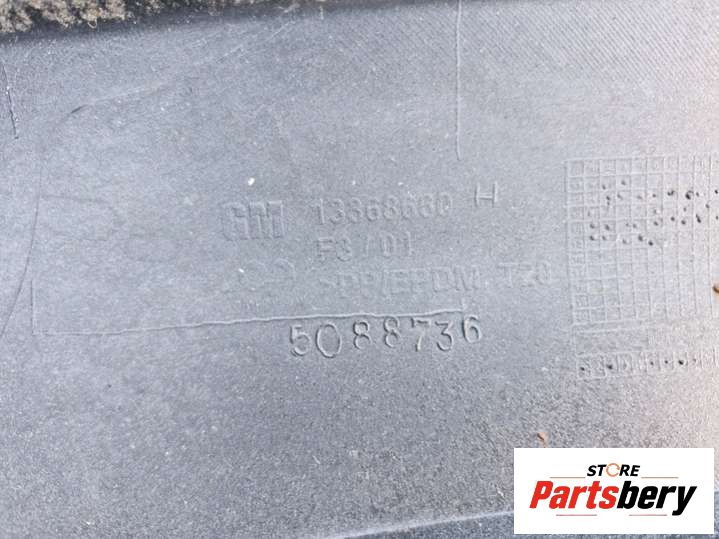 GM 13368660 H
F3/01
>PP/EPDM T20
5088736
STORE
Partsbery